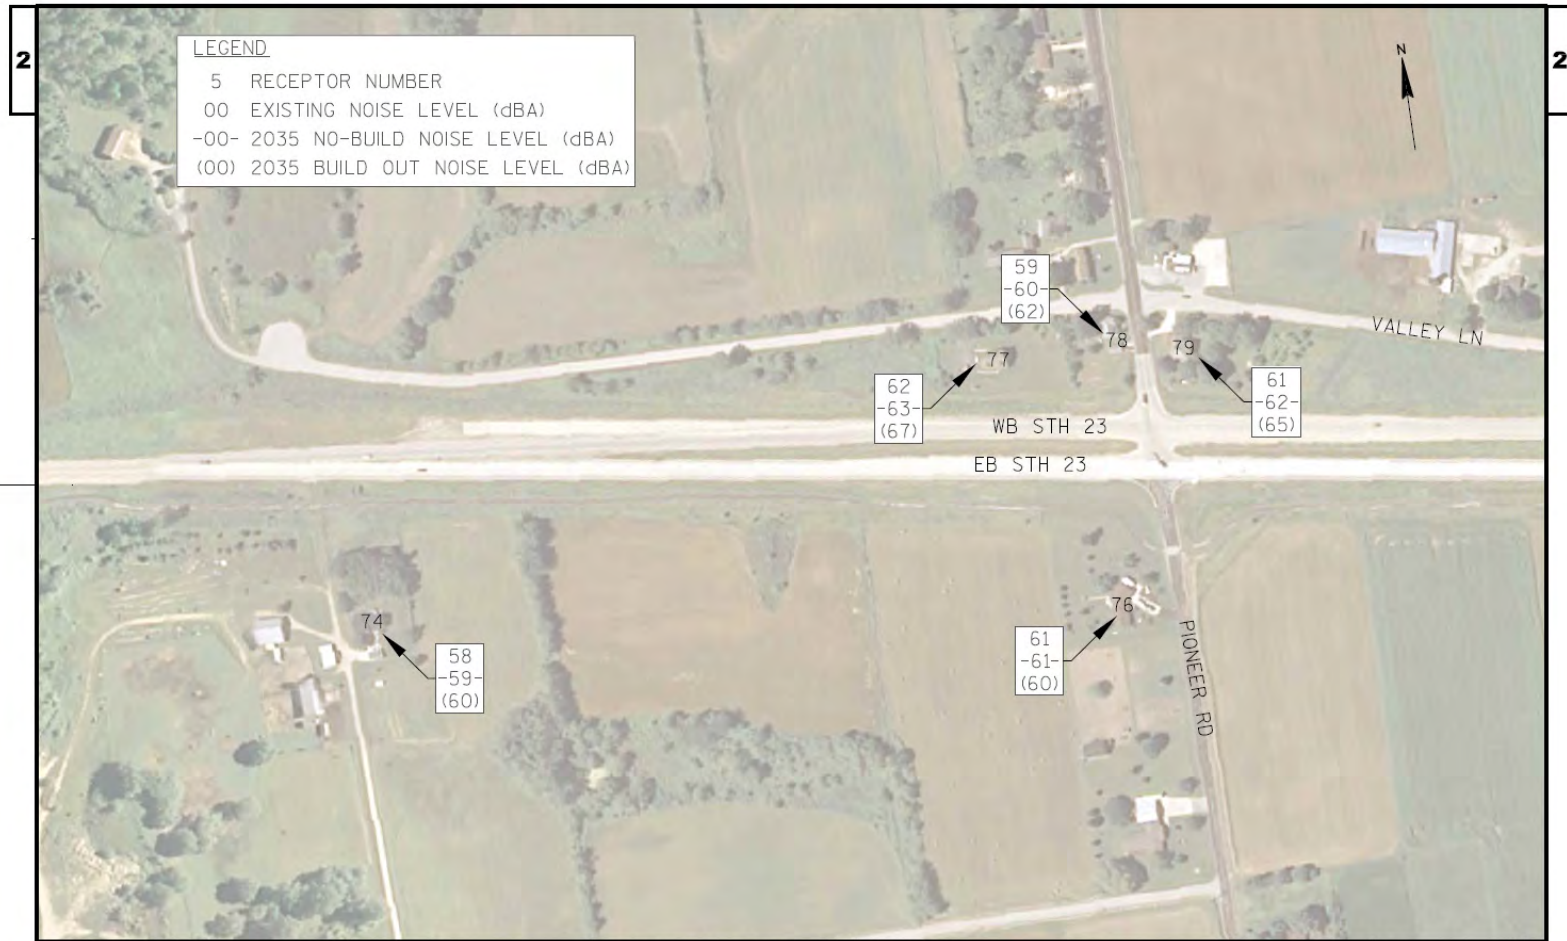 2
2
LEGEND
5 RECEPTOR NUMBER
00 EXISTING NOISE LEVEL (dBA)
-00- 2035 NO-BUILD NOISE LEVEL (dBA)
(00) 2035 BUILD OUT NOISE LEVEL (dBA)
N
59
-60-
(62)
78
79
VALLEY LN
77
62
-63-
(67)
61
-62-
(65)
WB STH 23
EB STH 23
74
58
-59-
(60)
76
61
-61-
(60)
PIONEER RD